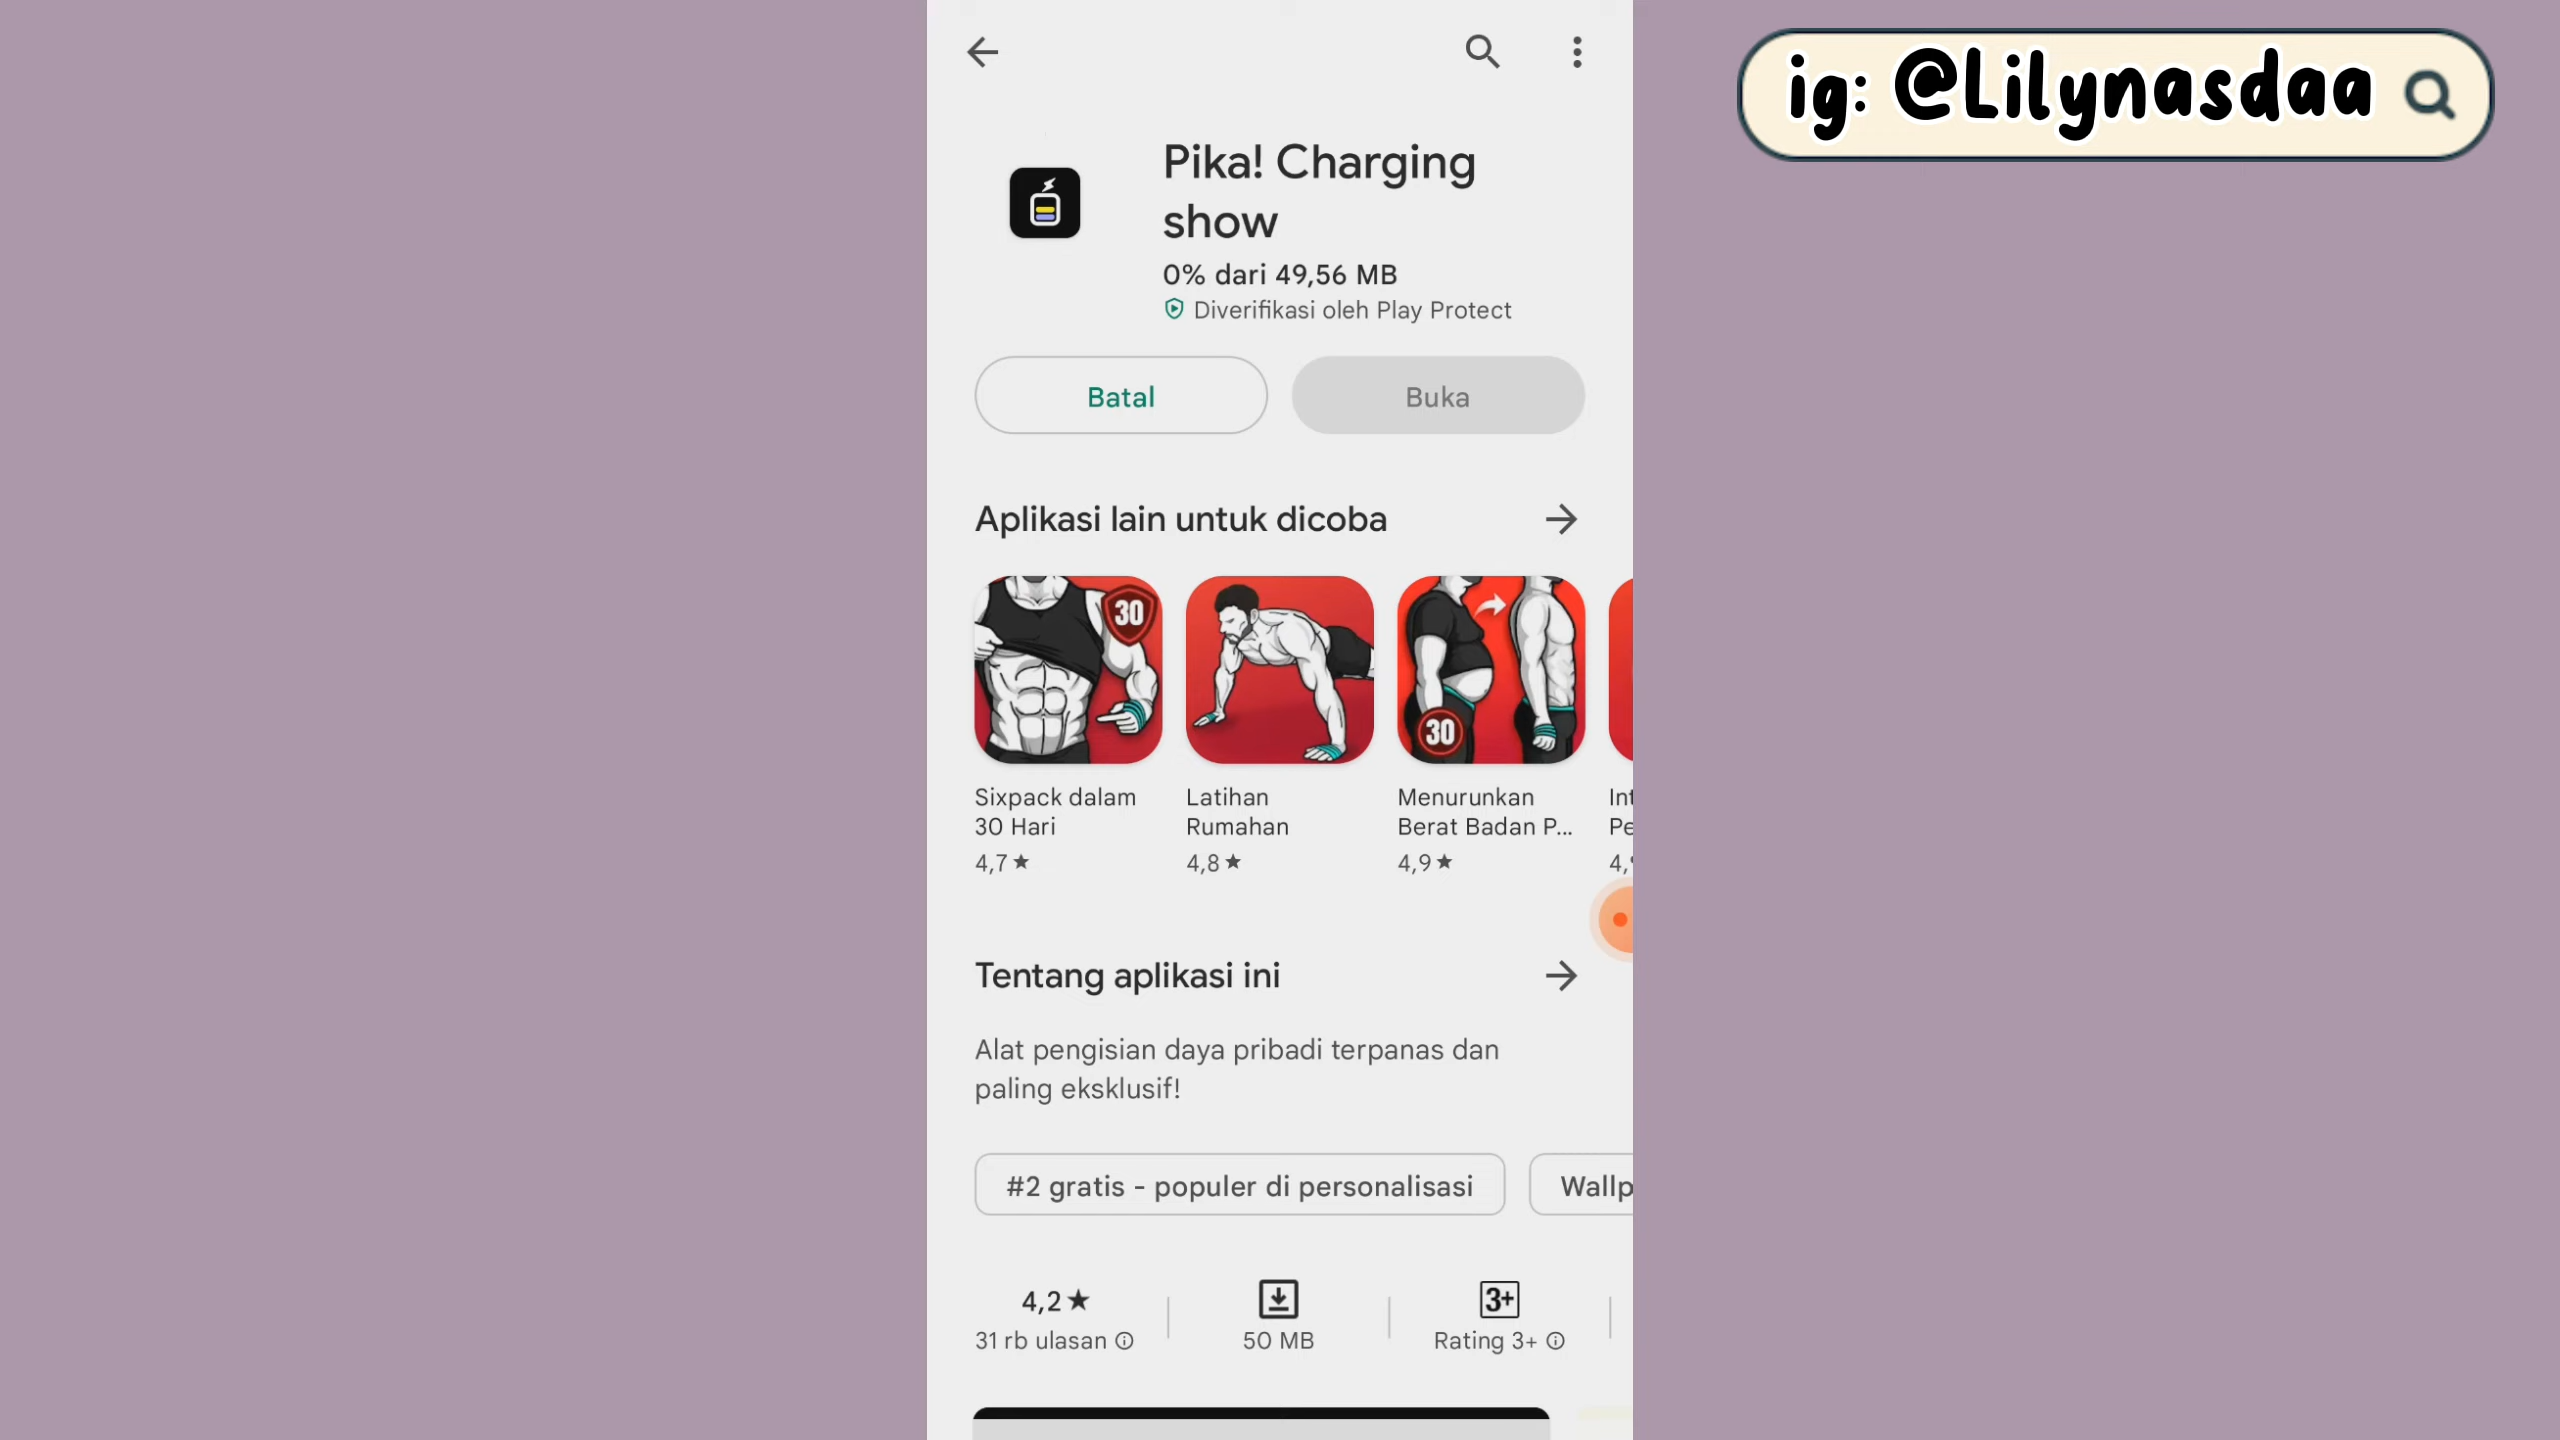 ig: @Lilynasdaa
Pika! Charging
show
0% dari 49,56 MB
Diverifikasi oleh Play Protect
Batal
Buka
Aplikasi lain untuk dicoba
30
30
Sixpack dalam
30 Hari
4,7★
Latihan
Rumahan
4,8★
Menurunkan
Berat Badan P...
4,9★
Int
Pe
4,
Tentang aplikasi ini
Alat pengisian daya pribadi terpanas dan
paling eksklusif!
#2 gratis - populer di personalisasi
Wallp
4,2★
31 rb ulasan
50 MB
3+
Rating 3+